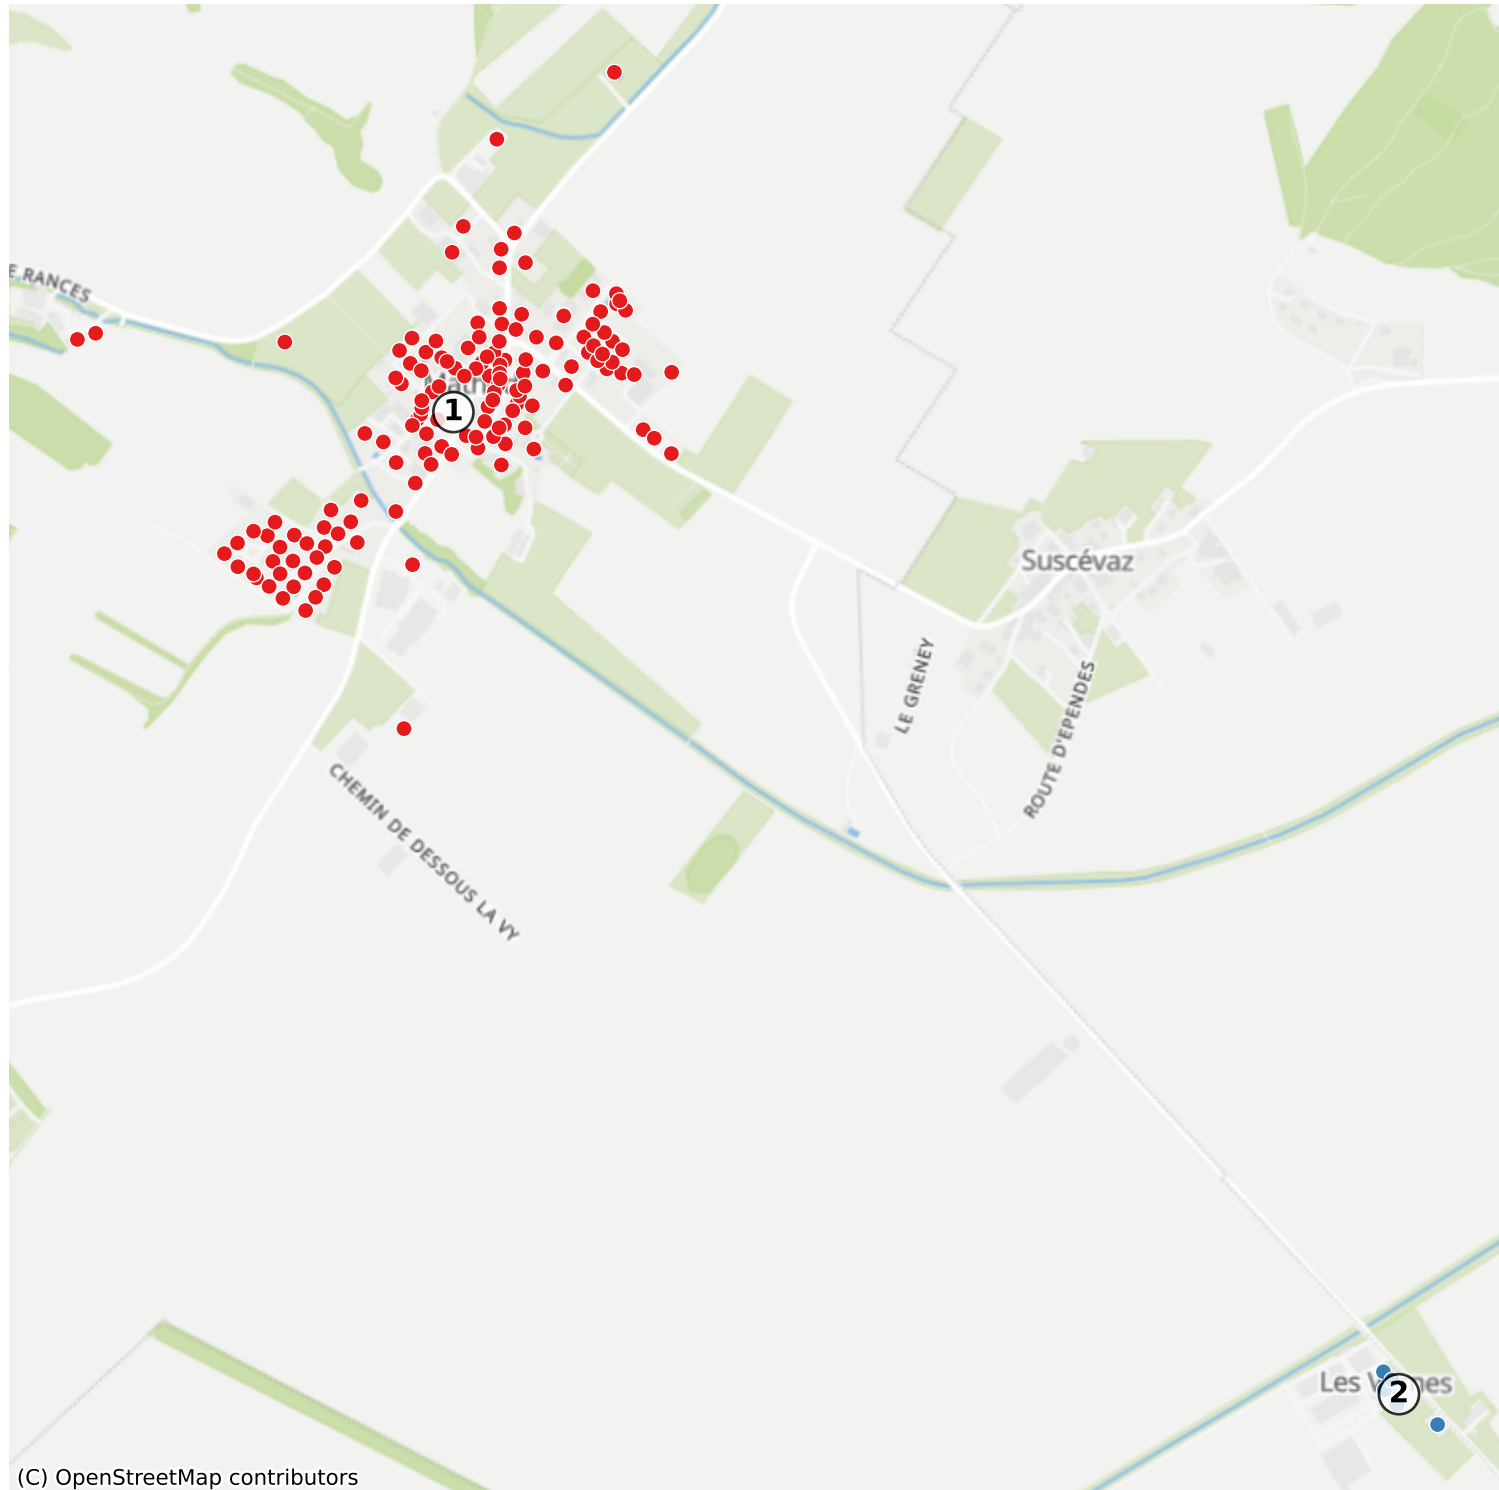 E RANCES
1
Suscévaz
LE GRENEY
ROUTE D'EPENDES
CHEMIN DE DESSOUS LA VY
2
(C) OpenStreetMap contributors